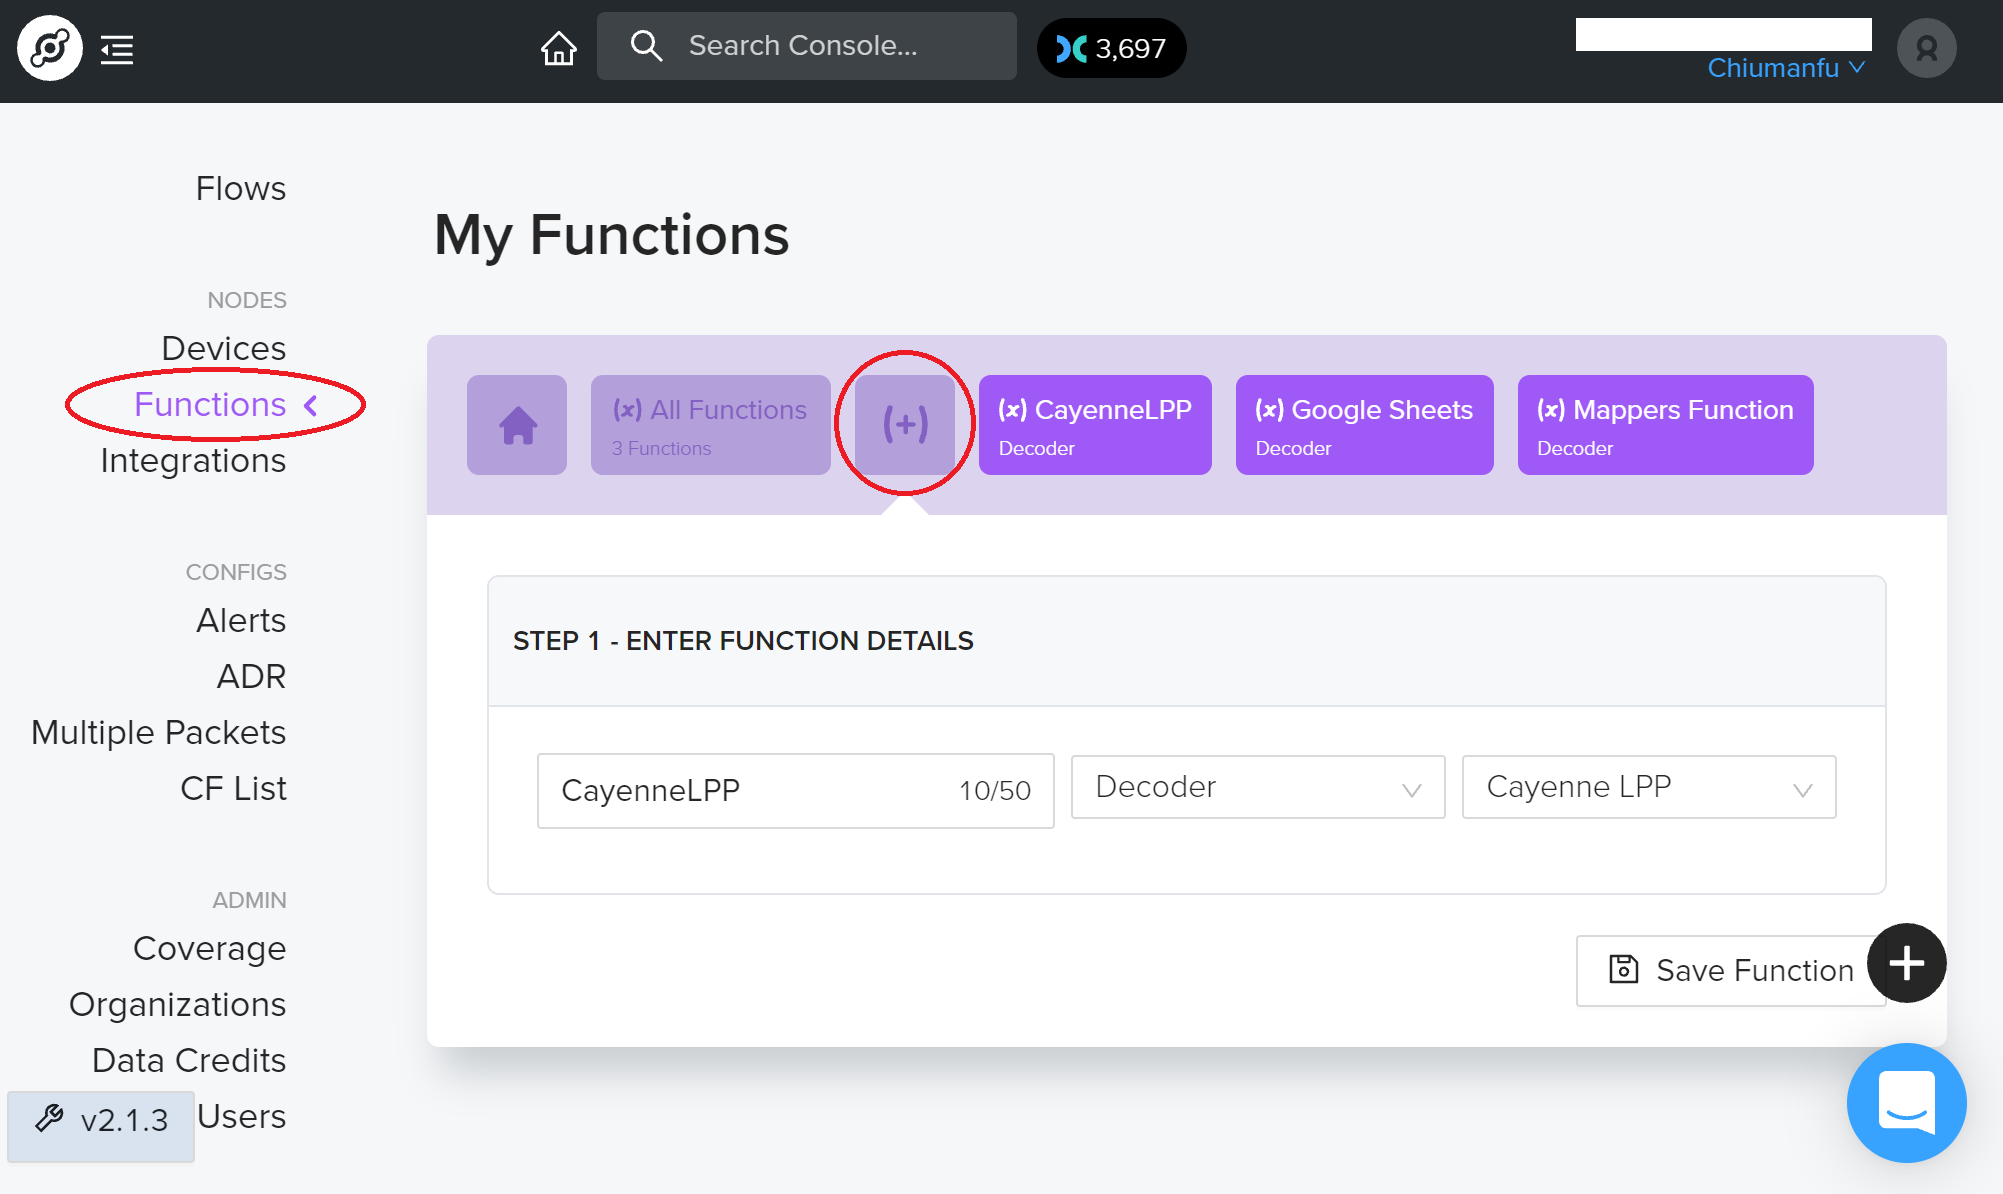 Search Console...
3,697
Chiumanfu
Flows
NODES
Devices
Functions
Integrations
CONFIGS
Alerts
ADR
Multiple Packets
CF List
ADMIN
Coverage
Organizations
Data Credits
Users
v2.1.3
My Functions
(x) All Functions
3 Functions
(+)
(x) CayenneLPP
Decoder
(x) Google Sheets
Decoder
(x) Mappers Function
Decoder
STEP 1 - ENTER FUNCTION DETAILS
CayenneLPP 10/50
Decoder
Cayenne LPP
Save Function